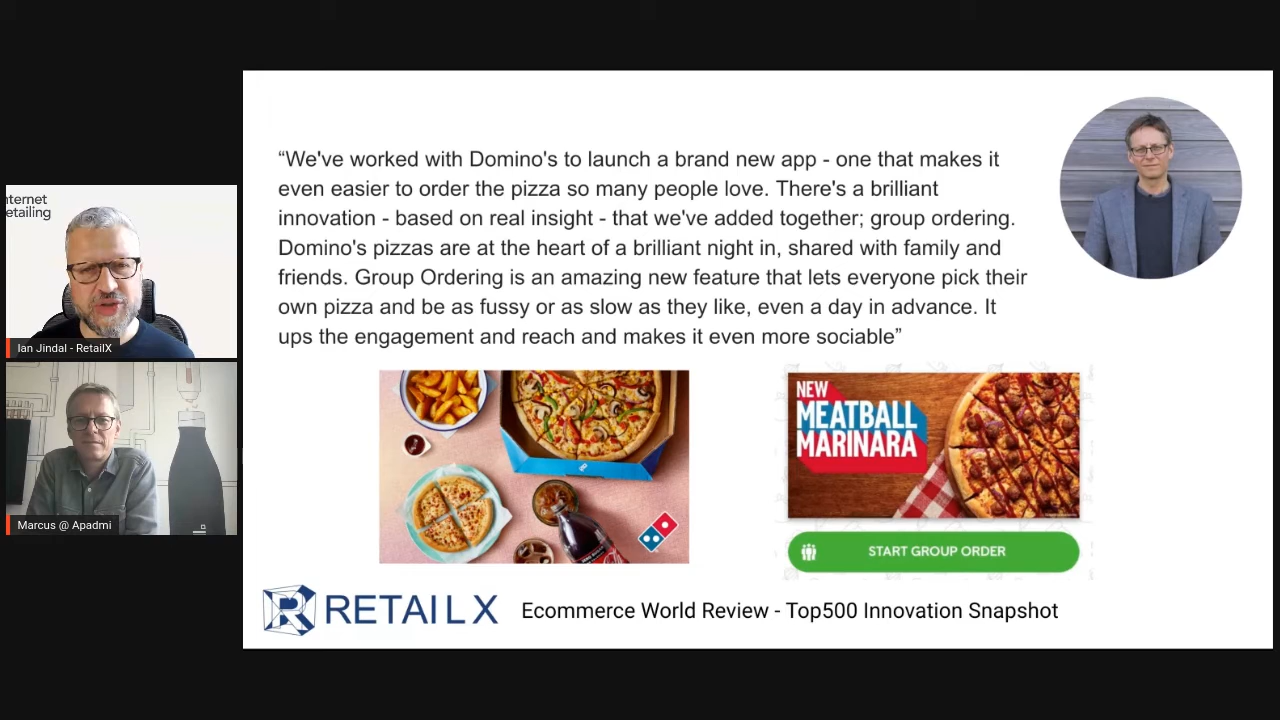 nternet
etailing
Ian Jindal - RetailX
Marcus @ Apadmi
“We've worked with Domino's to launch a brand new app - one that makes it
even easier to order the pizza so many people love. There's a brilliant
innovation - based on real insight - that we've added together; group ordering.
Domino's pizzas are at the heart of a brilliant night in, shared with family and
friends. Group Ordering is an amazing new feature that lets everyone pick their
own pizza and be as fussy or as slow as they like, even a day in advance. It
ups the engagement and reach and makes it even more sociable”
NEW
MEATBALL
MARINARA
START GROUP ORDER
RETAILX
Ecommerce World Review - Top500 Innovation Snapshot